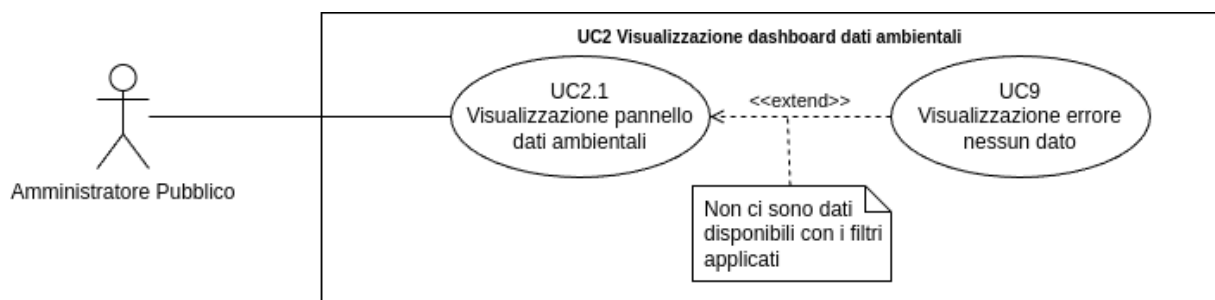 UC2 Visualizzazione dashboard dati ambientali
Amministratore Pubblico
UC2.1
Visualizzazione pannello
dati ambientali
<<extend>>
UC9
Visualizzazione errore
nessun dato
Non ci sono dati
disponibili con i filtri
applicati